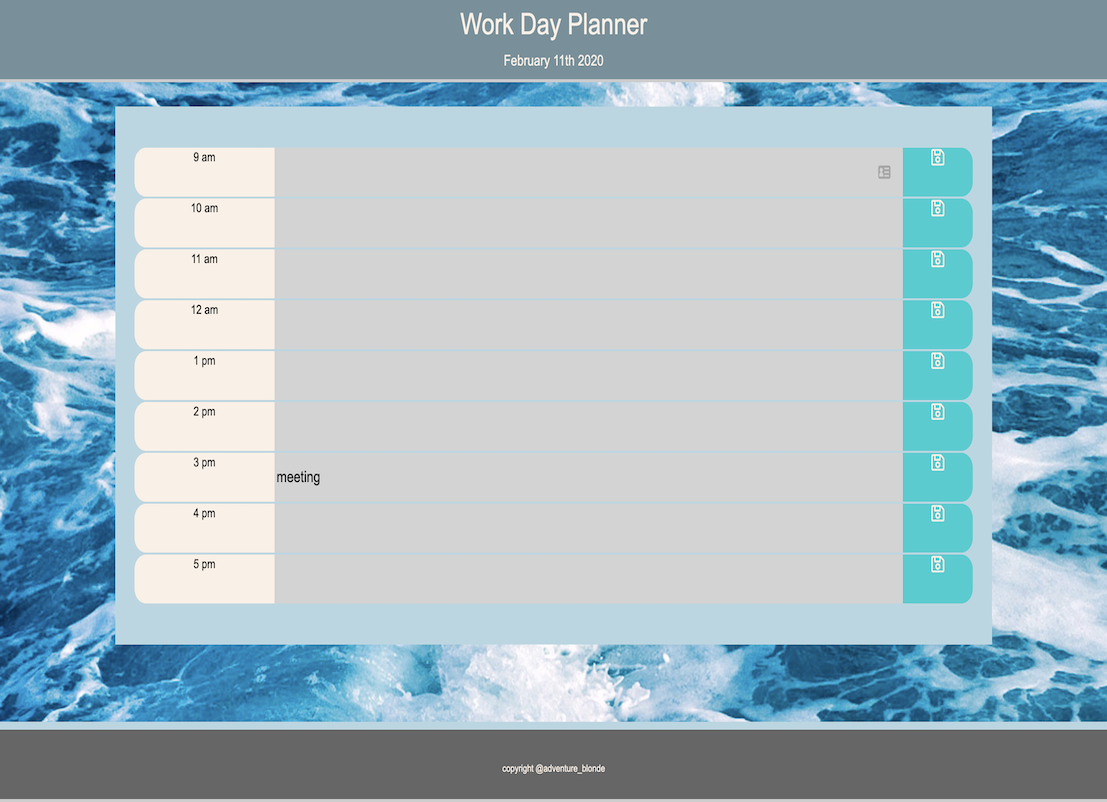 Work Day Planner
February 11th 2020
9 am
10 am
11 am
12 am
1 pm
2 pm
3 pm
meeting
4 pm
5 pm
copyright @adventure_blonde